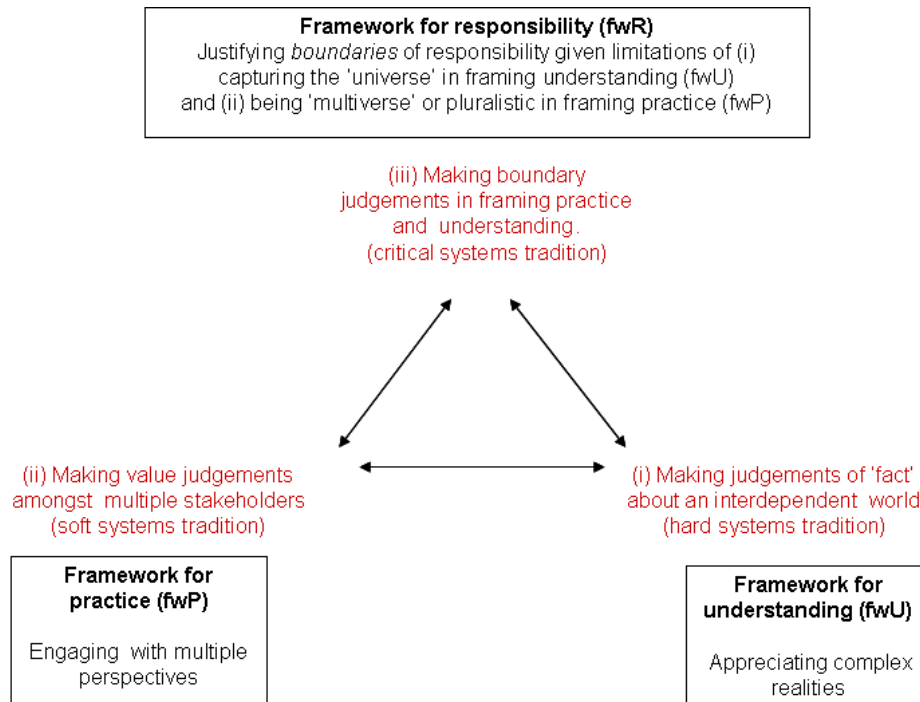 Framework for responsibility (fwR)
Justifying boundaries of responsibility given limitations of (i)
capturing the 'universe' in framing understanding (fwU)
and (ii) being 'multiverse' or pluralistic in framing practice (fwP)
(iii) Making boundary
judgements in framing practice
and understanding.
(critical systems tradition)
(ii) Making value judgements
amongst multiple stakeholders
(soft systems tradition)
(i) Making judgements of 'fact'
about an interdependent world
(hard systems tradition)
Framework for
practice (fwP)
Engaging with multiple
perspectives
Framework for
understanding (fwU)
Appreciating complex
realities